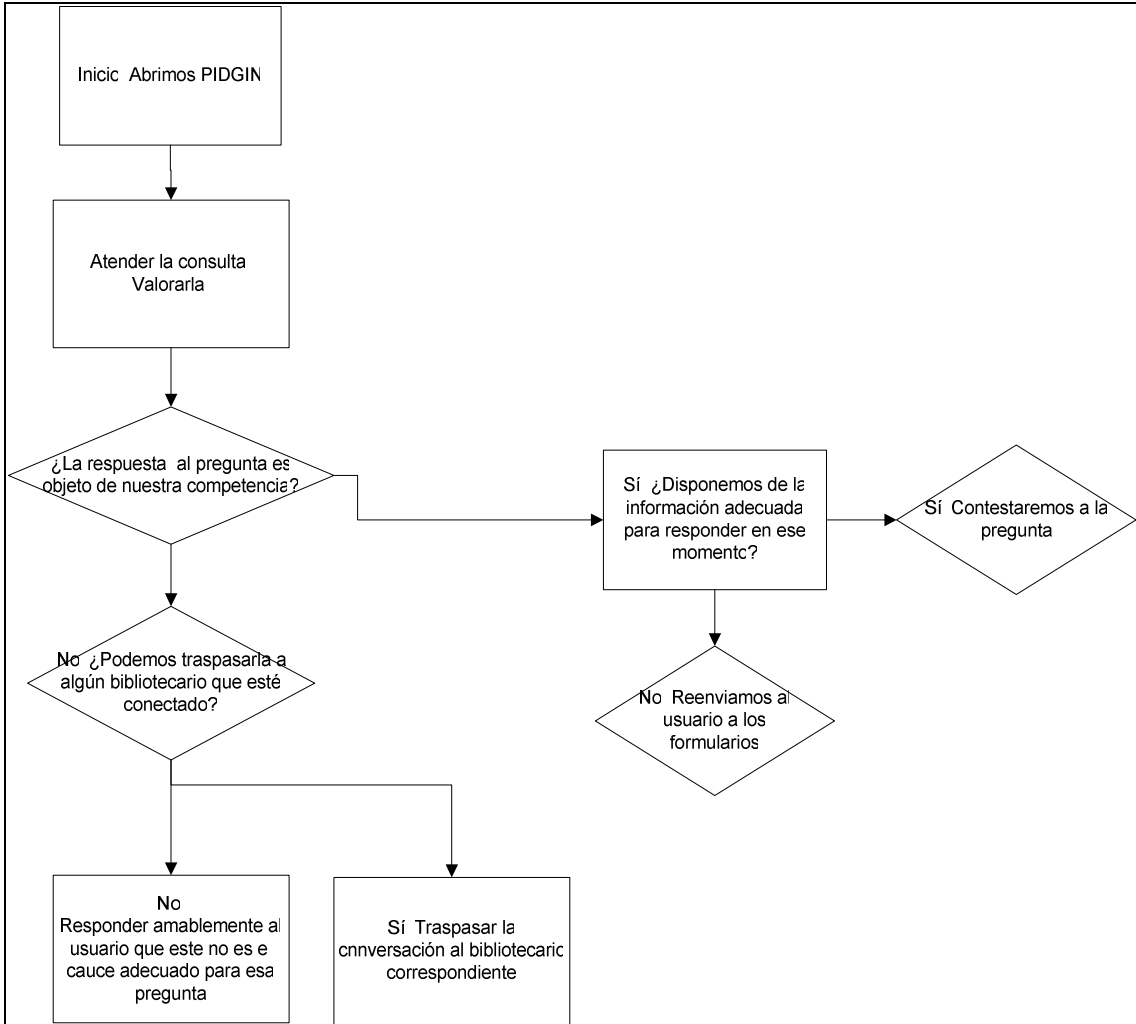 Inicio Abrimos PIDGIN
Atender la consulta
Valorarla
¿La respuesta al pregunta es
objeto de nuestra competencia?
Sí ¿Disponemos de la
información adecuada
para responder en ese
momento?
Sí Contestaremos a la
pregunta
No ¿Podemos traspasarla a
algún bibliotecario que esté
conectado?
No Reenviamos al
usuario a los
formularios
No
Responder amablemente al
usuario que este no es e
cauce adecuado para esa
pregunta
Sí Traspasar la
cnnversación al bibliotecario
correspondiente